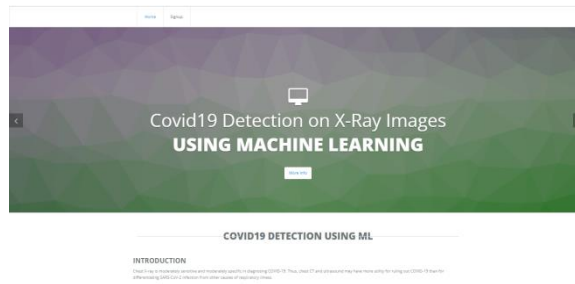 Home Signup
Covid19 Detection on X-Ray Images
USING MACHINE LEARNING
More Info
COVID19 DETECTION USING ML
INTRODUCTION
Chest X-ray is moderately sensitive and moderately specific in diagnosing COVID-19. Thus, chest CT and ultrasound may have more utility for ruling out COVID-19 than for
differentiating SARS-CoV-2 infection from other causes of respiratory illness.